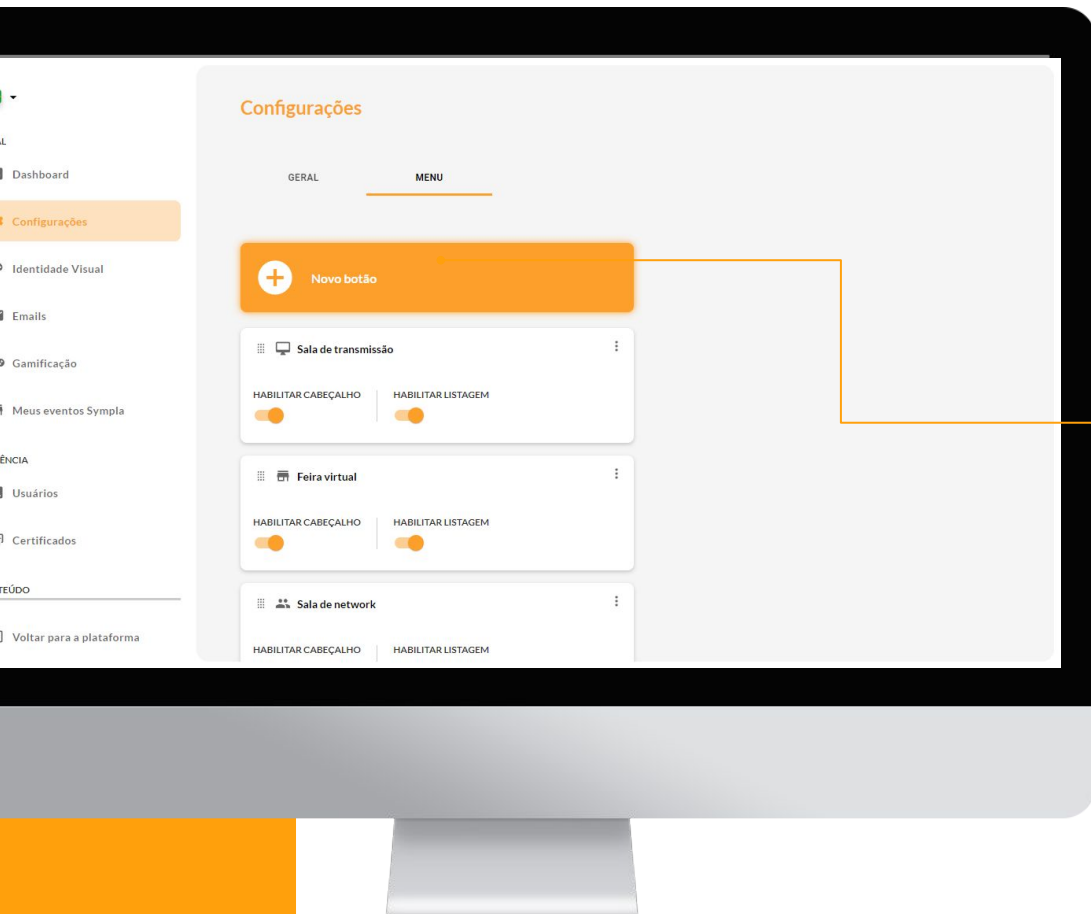 Configurações
GERAL MENU
Dashboard
Configurações
Identidade Visual
Emails
Gamificação
Meus eventos Sympla
Usuários
Certificados
Voltar para a plataforma
Novo botão
Sala de transmissão
HABILITAR CABEÇALHO HABILITAR LISTAGEM
Feira virtual
HABILITAR CABEÇALHO HABILITAR LISTAGEM
Sala de network
HABILITAR CABEÇALHO HABILITAR LISTAGEM